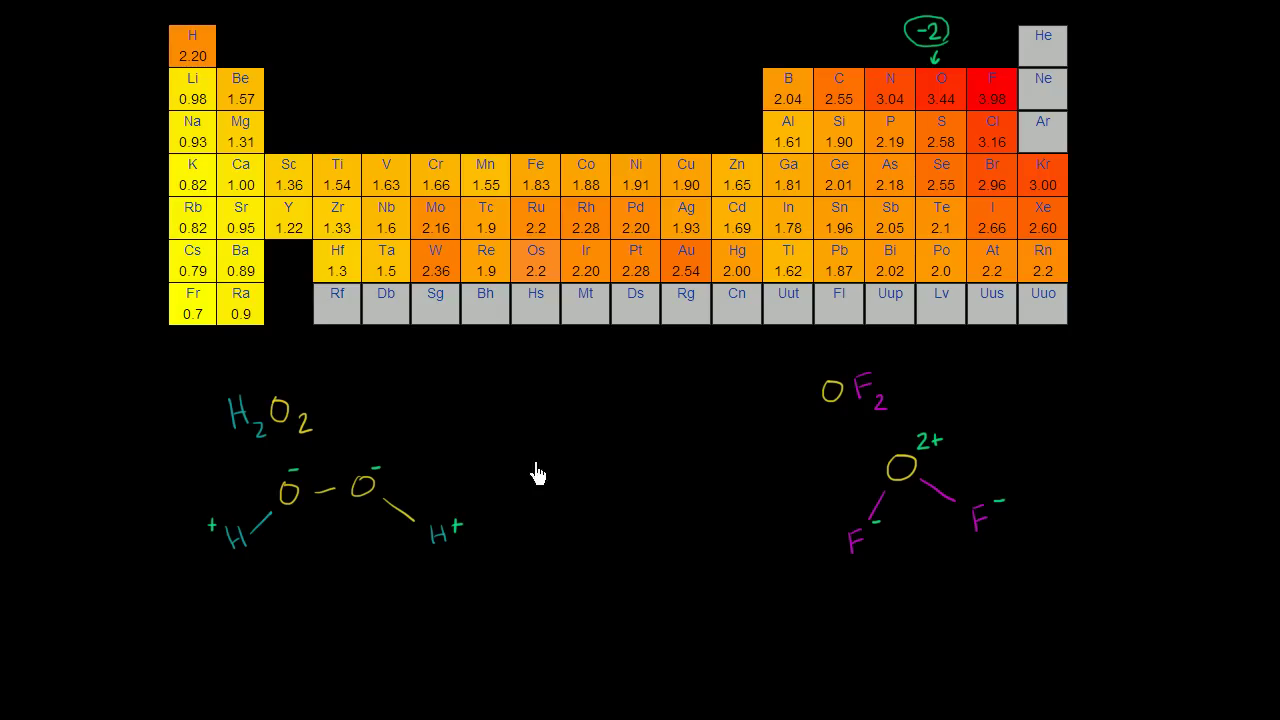 -2
H He
2.20
Li Be B C N O F Ne
0.98 1.57 2.04 2.55 3.04 3.44 3.98
Na Mg Al Si P S Cl Ar
0.93 1.31 1.61 1.90 2.19 2.58 3.16
K Ca Sc Ti V Cr Mn Fe Co Ni Cu Zn Ga Ge As Se Br Kr
0.82 1.00 1.36 1.54 1.63 1.66 1.55 1.83 1.88 1.91 1.90 1.65 1.81 2.01 2.18 2.55 2.96 3.00
Rb Sr Y Zr Nb Mo Tc Ru Rh Pd Ag Cd In Sn Sb Te I Xe
0.82 0.95 1.22 1.33 1.6 2.16 1.9 2.2 2.28 2.20 1.93 1.69 1.78 1.96 2.05 2.1 2.66 2.60
Cs Ba Hf Ta W Re Os Ir Pt Au Hg Tl Pb Bi Po At Rn
0.79 0.89 1.3 1.5 2.36 1.9 2.2 2.20 2.28 2.54 2.00 1.62 1.87 2.02 2.0 2.2 2.2
Fr Ra Rf Db Sg Bh Hs Mt Ds Rg Cn Uut Fl Uup Lv Uus Uuo
0.7 0.9
H2O2
O- - O-
+H H+
OF2
O2+
F- F-